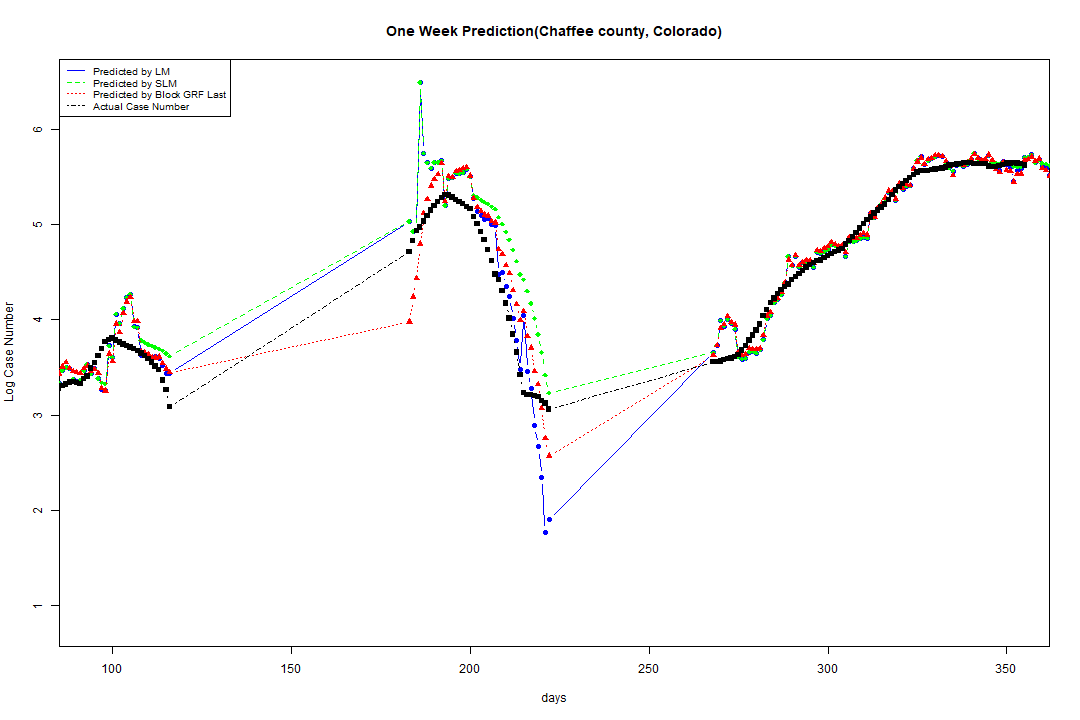 One Week Prediction(Chaffee county, Colorado)
Predicted by LM
Predicted by SLM
Predicted by Block GRF Last
Actual Case Number
6
5
4
3
2
1
Log Case Number
100 150 200 250 300 350
days